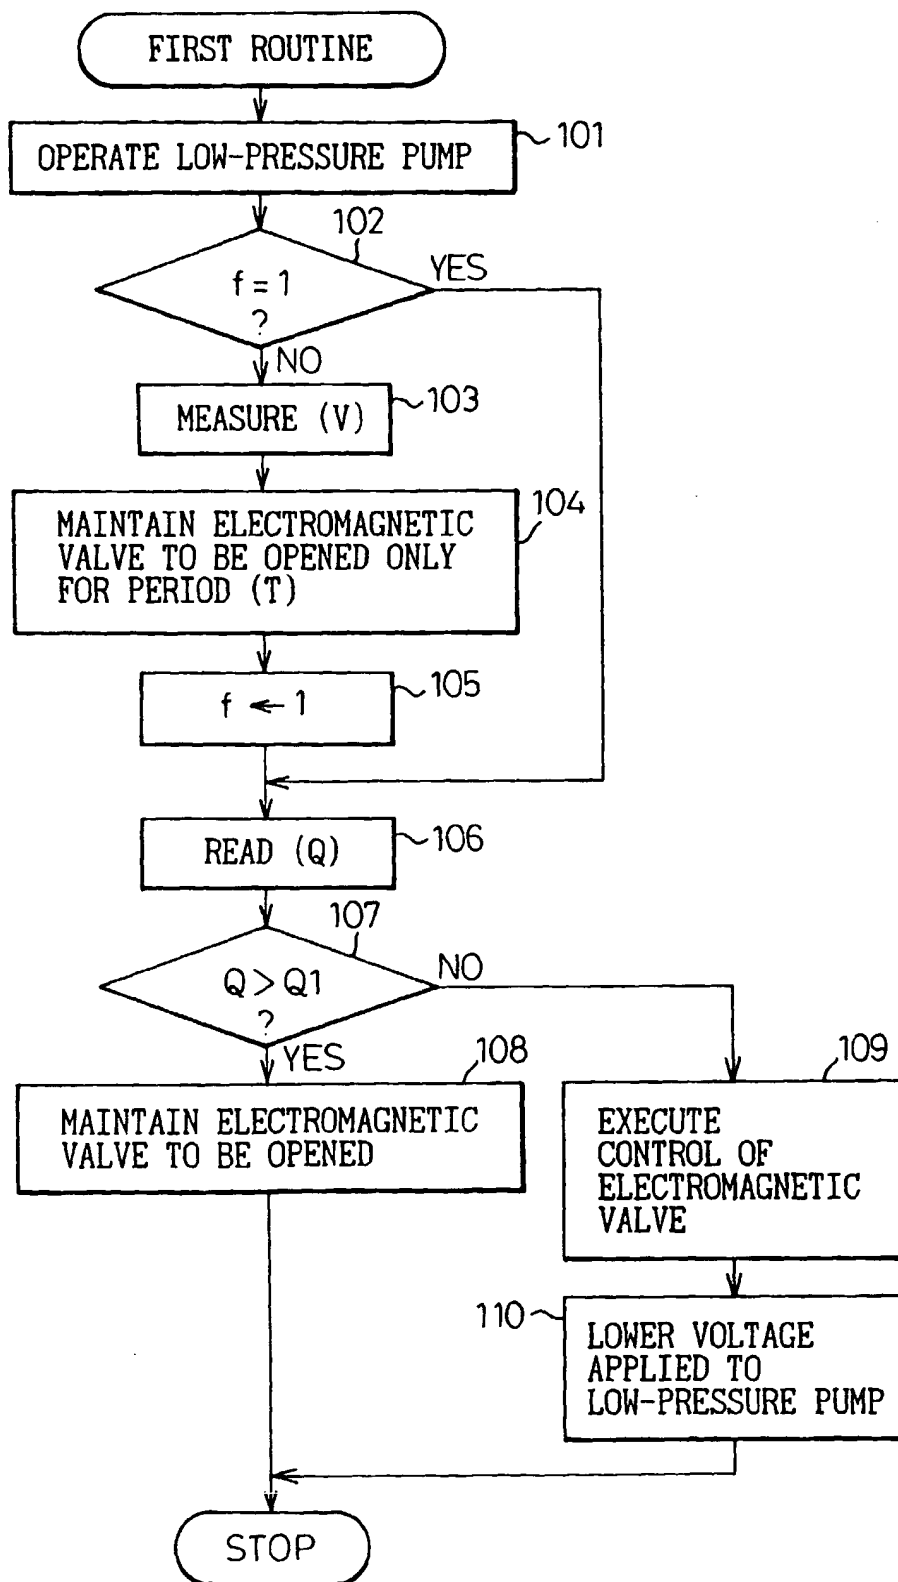 FIRST ROUTINE
101
OPERATE LOW-PRESSURE PUMP
102
f = 1
?
YES
NO
103
MEASURE (V)
104
MAINTAIN ELECTROMAGNETIC
VALVE TO BE OPENED ONLY
FOR PERIOD (T)
105
f ← 1
106
READ (Q)
107
Q > Q1
?
NO
YES
108
MAINTAIN ELECTROMAGNETIC
VALVE TO BE OPENED
109
EXECUTE
CONTROL OF
ELECTROMAGNETIC
VALVE
110
LOWER VOLTAGE
APPLIED TO
LOW-PRESSURE PUMP
STOP